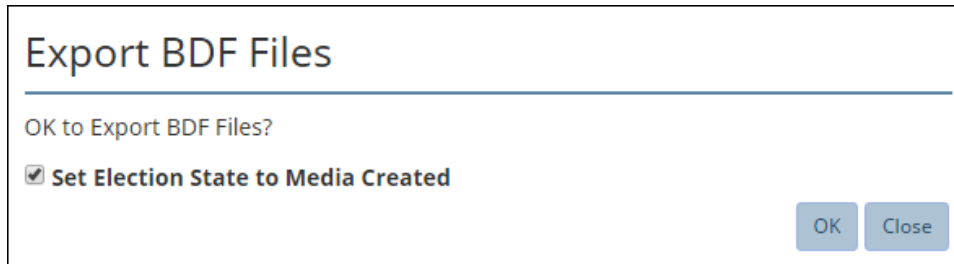 Export BDF Files
OK to Export BDF Files?
Set Election State to Media Created
OK Close